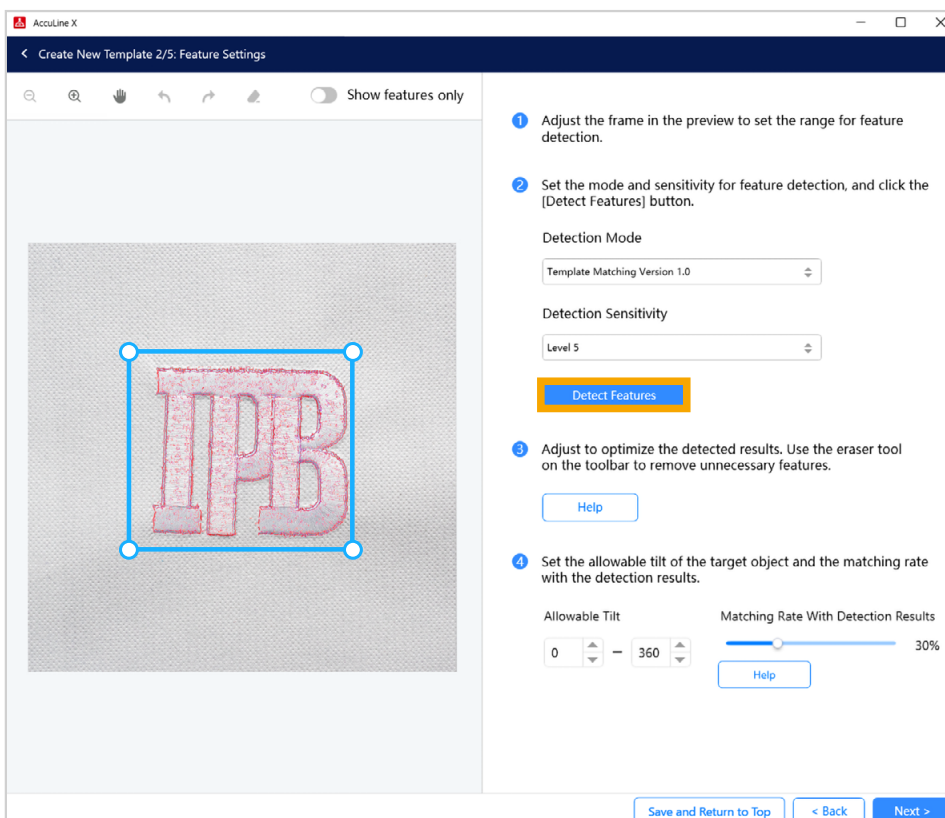 AccuLine X
Create New Template 2/5: Feature Settings
Show features only
1 Adjust the frame in the preview to set the range for feature
detection.
2 Set the mode and sensitivity for feature detection, and click the
[Detect Features] button.
Detection Mode
Template Matching Version 1.0
Detection Sensitivity
Level 5
Detect Features
IPB
3 Adjust to optimize the detected results. Use the eraser tool
on the toolbar to remove unnecessary features.
Help
4 Set the allowable tilt of the target object and the matching rate
with the detection results.
Allowable Tilt
Matching Rate With Detection Results
0 – 360
30%
Help
Save and Return to Top
< Back
Next >